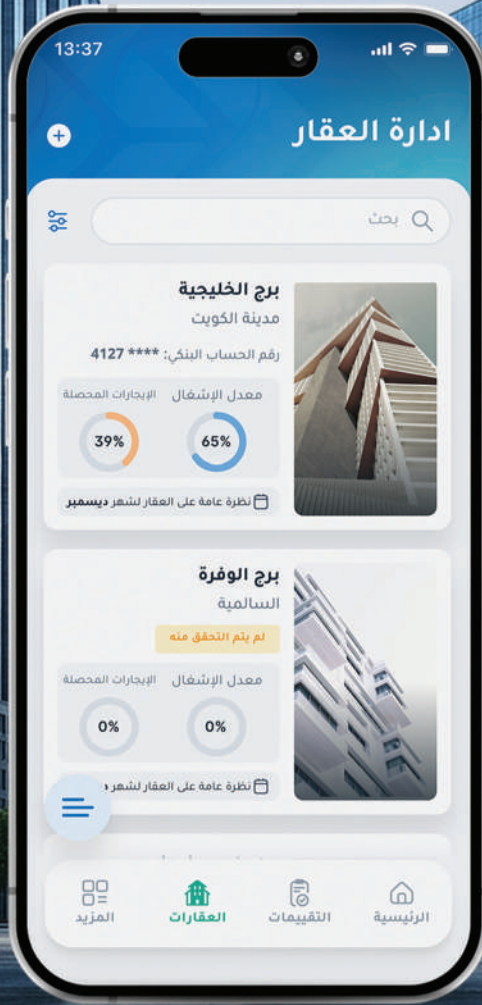 13:37
ادارة العقار
بحث
برج الخليجية
مدينة الكويت
رقم الحساب البنكي: **** 4127
معدل الإشغال الإيجارات المحصلة
65% 39%
نظرة عامة على العقار لشهر ديسمبر
برج الوفرة
السالمية
لم يتم التحقق منه
معدل الإشغال الإيجارات المحصلة
0% 0%
نظرة عامة على العقار لشهر
الرئيسية التقييمات العقارات المزيد